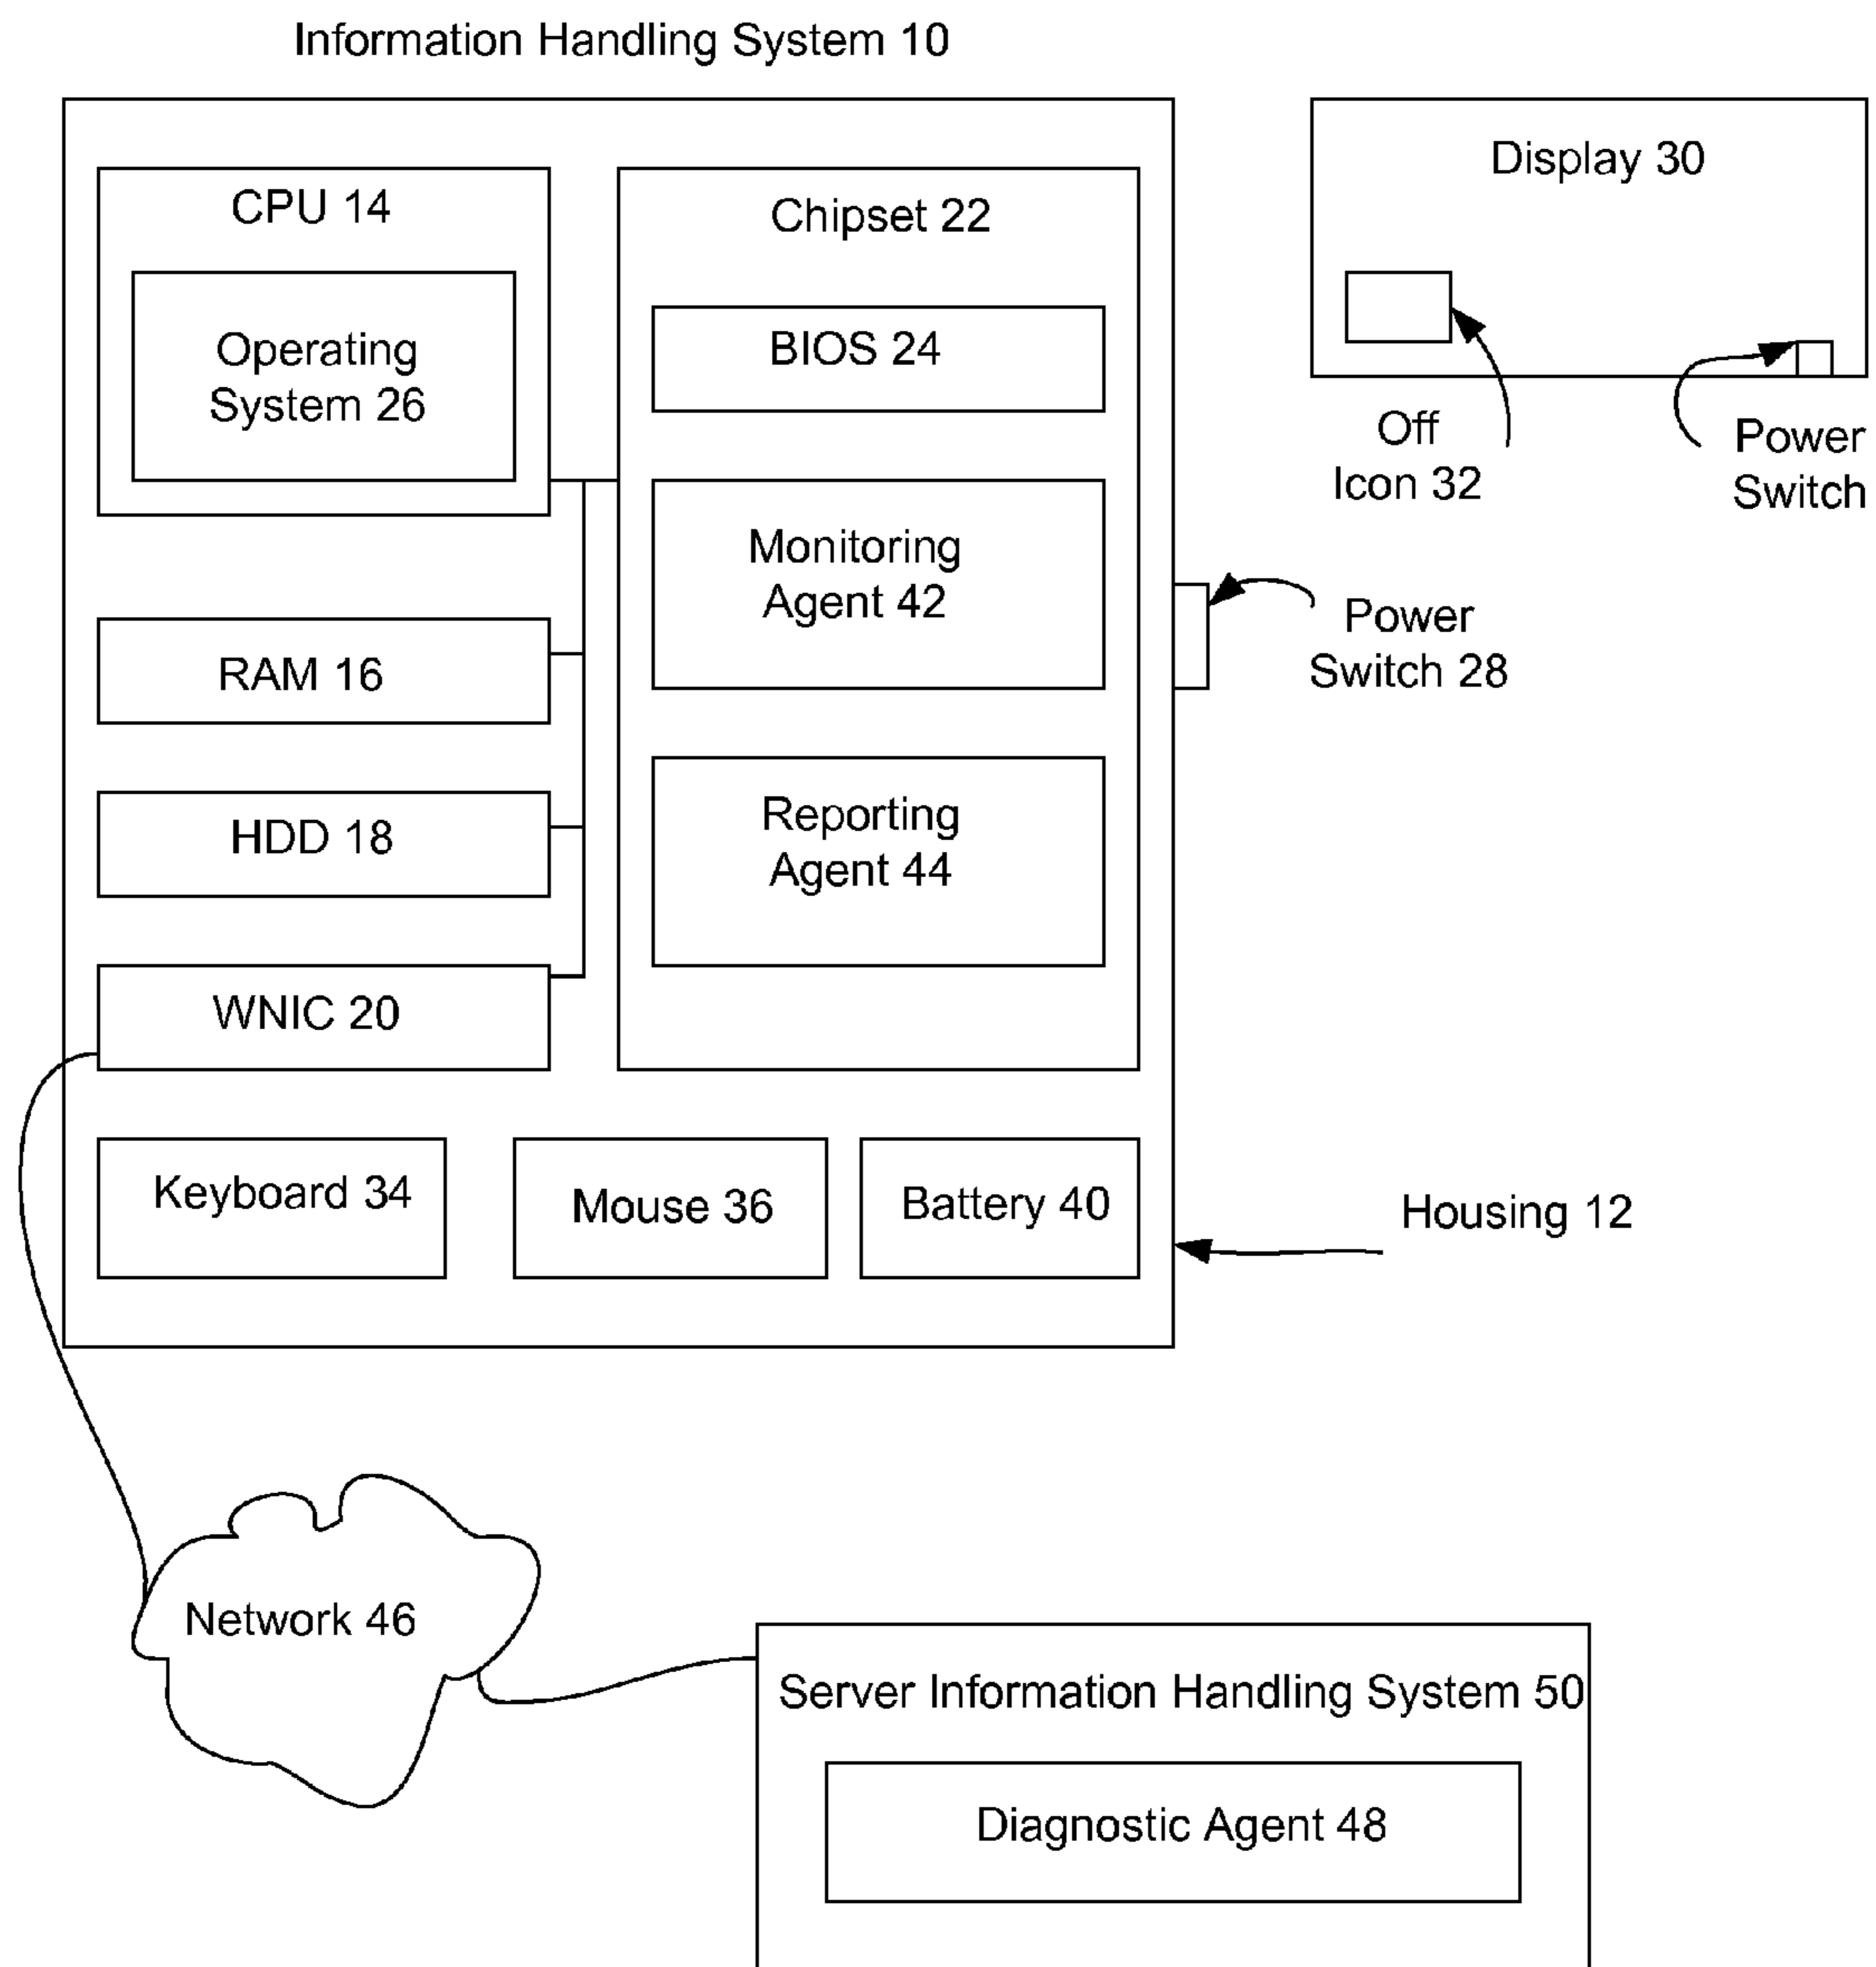 Information Handling System 10
CPU 14
Operating
System 26
RAM 16
HDD 18
WNIC 20
Chipset 22
BIOS 24
Monitoring
Agent 42
Reporting
Agent 44
Keyboard 34
Mouse 36
Battery 40
Display 30
Off
Icon 32
Power
Switch
Power
Switch 28
Housing 12
Network 46
Server Information Handling System 50
Diagnostic Agent 48